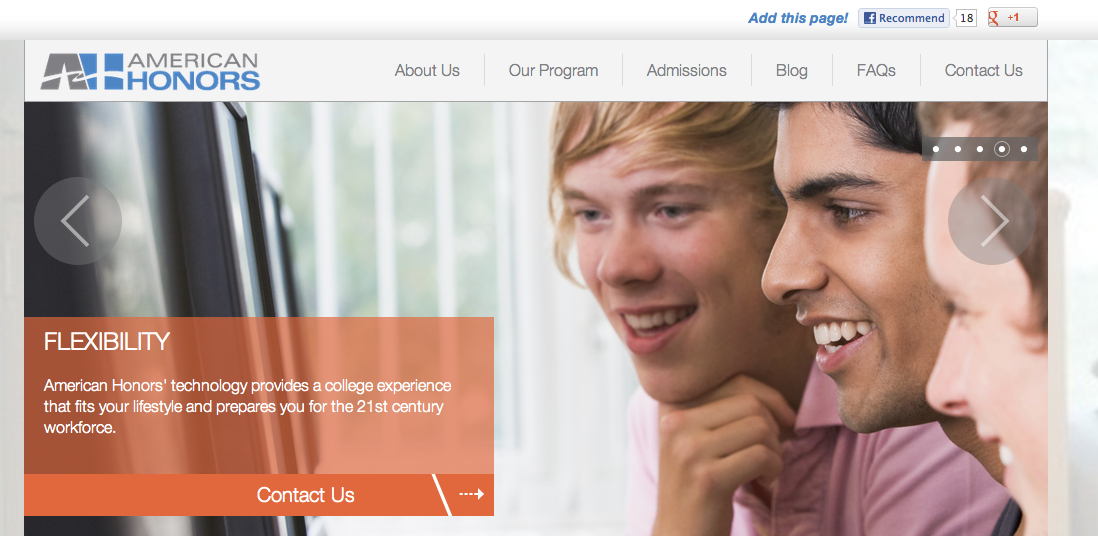 Add this page! Recommend 18 +1
AMERICAN
HONORS
About Us Our Program Admissions Blog FAQs Contact Us
FLEXIBILITY
American Honors' technology provides a college experience
that fits your lifestyle and prepares you for the 21st century
workforce.
Contact Us